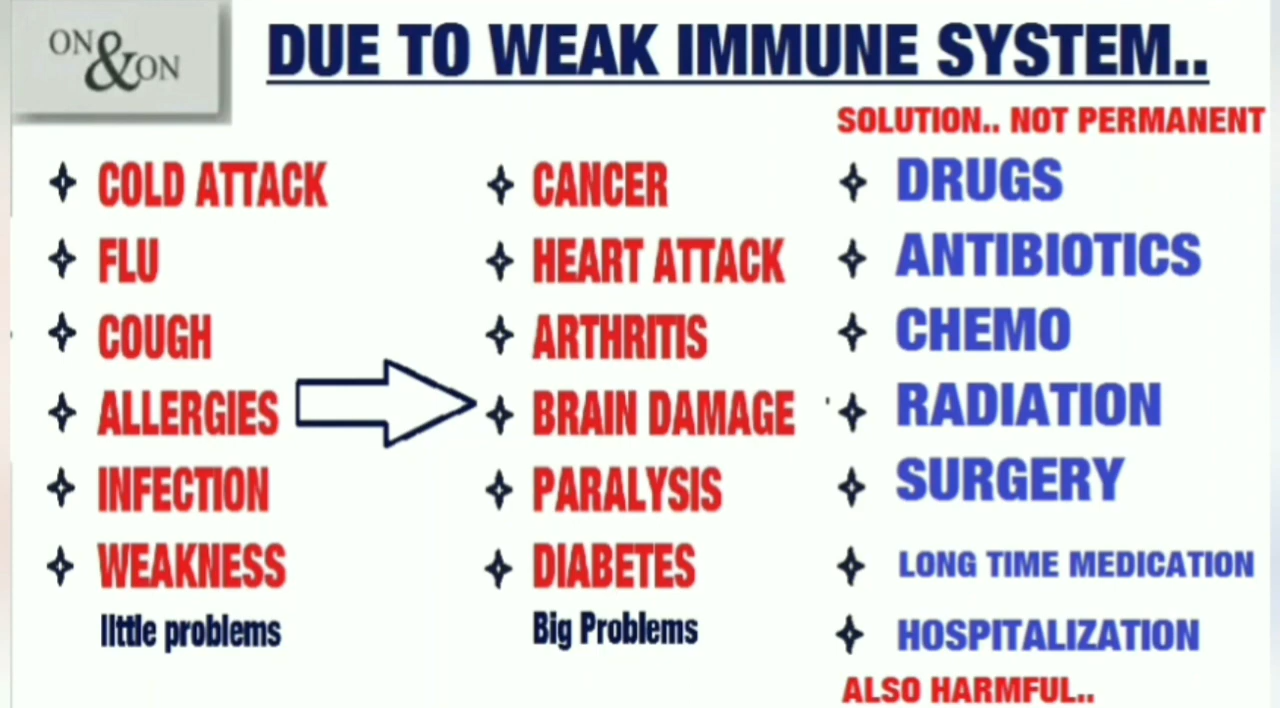 ON & ON
DUE TO WEAK IMMUNE SYSTEM..
COLD ATTACK
FLU
COUGH
ALLERGIES
INFECTION
WEAKNESS
little problems
CANCER
HEART ATTACK
ARTHRITIS
BRAIN DAMAGE
PARALYSIS
DIABETES
Big Problems
SOLUTION.. NOT PERMANENT
DRUGS
ANTIBIOTICS
CHEMO
RADIATION
SURGERY
LONG TIME MEDICATION
HOSPITALIZATION
ALSO HARMFUL..